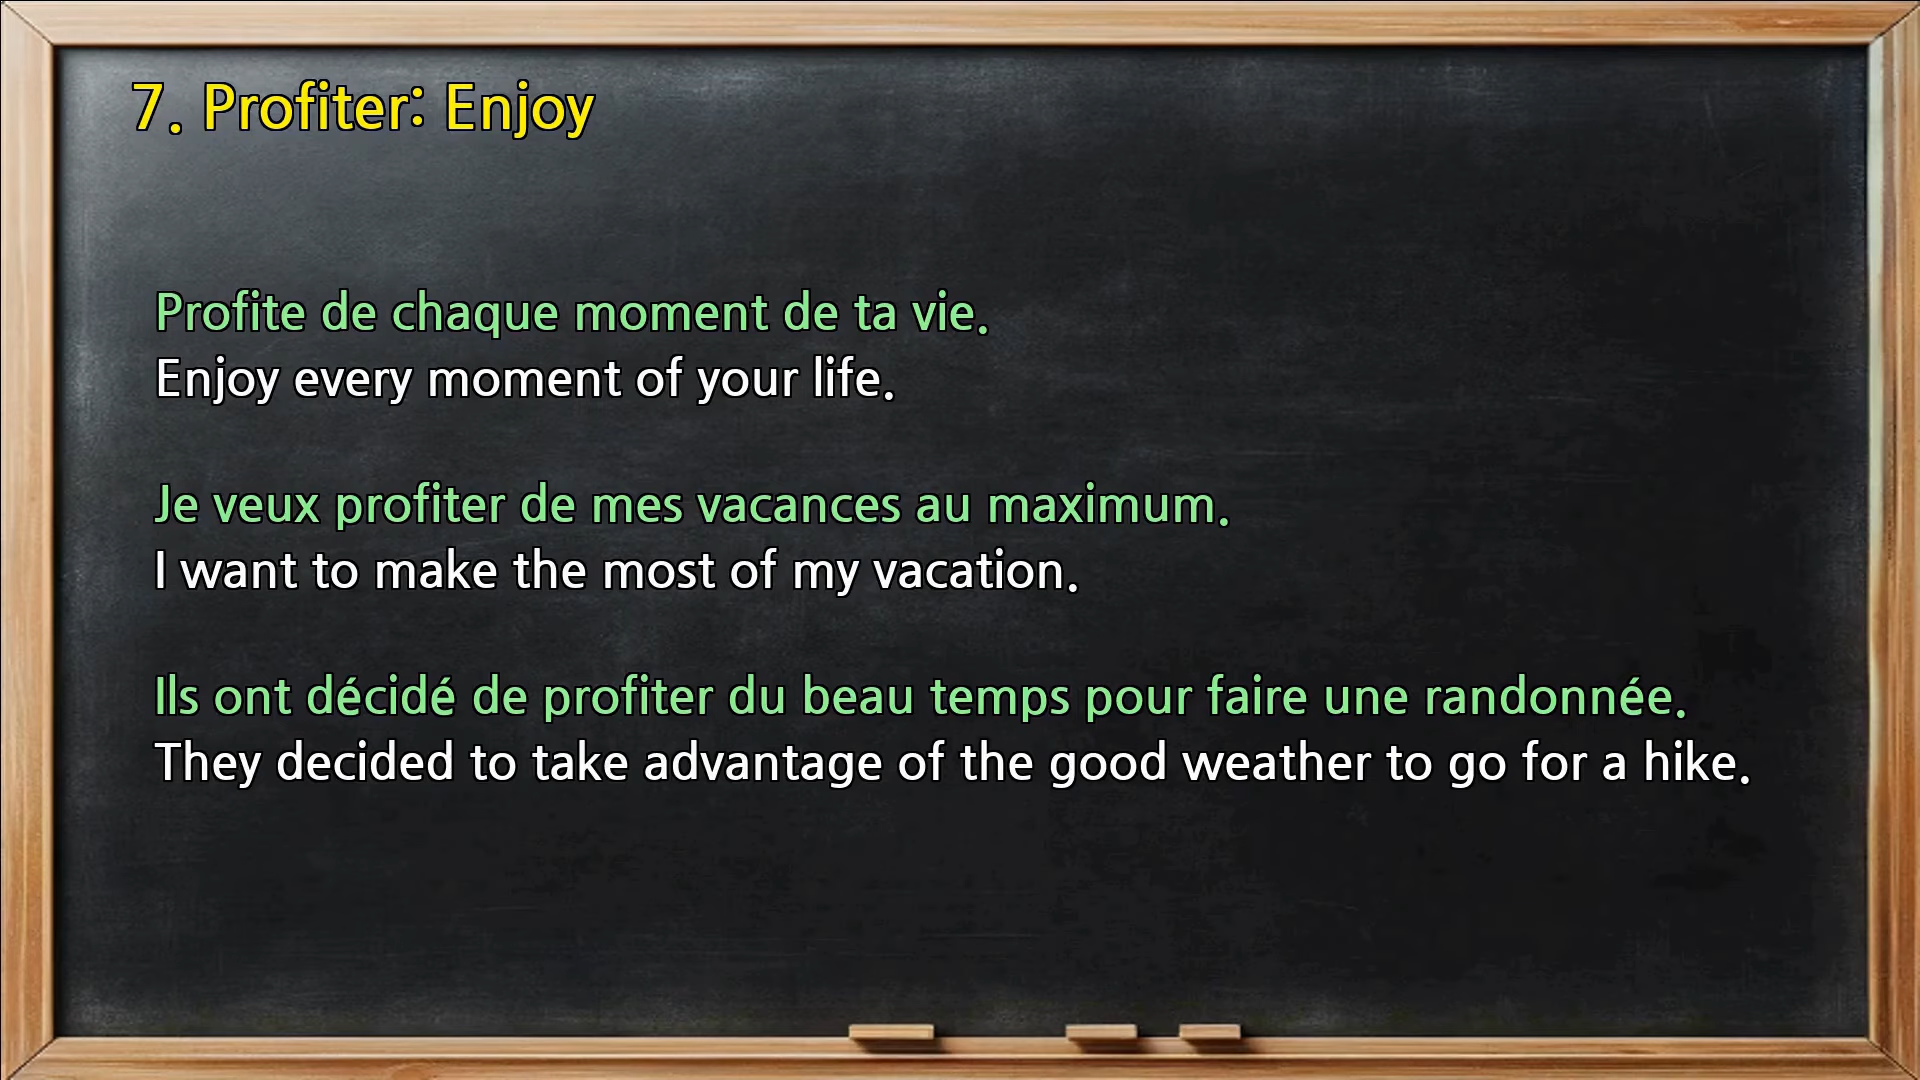 7. Profiter: Enjoy
Profite de chaque moment de ta vie.
Enjoy every moment of your life.
Je veux profiter de mes vacances au maximum.
I want to make the most of my vacation.
Ils ont décidé de profiter du beau temps pour faire une randonnée.
They decided to take advantage of the good weather to go for a hike.